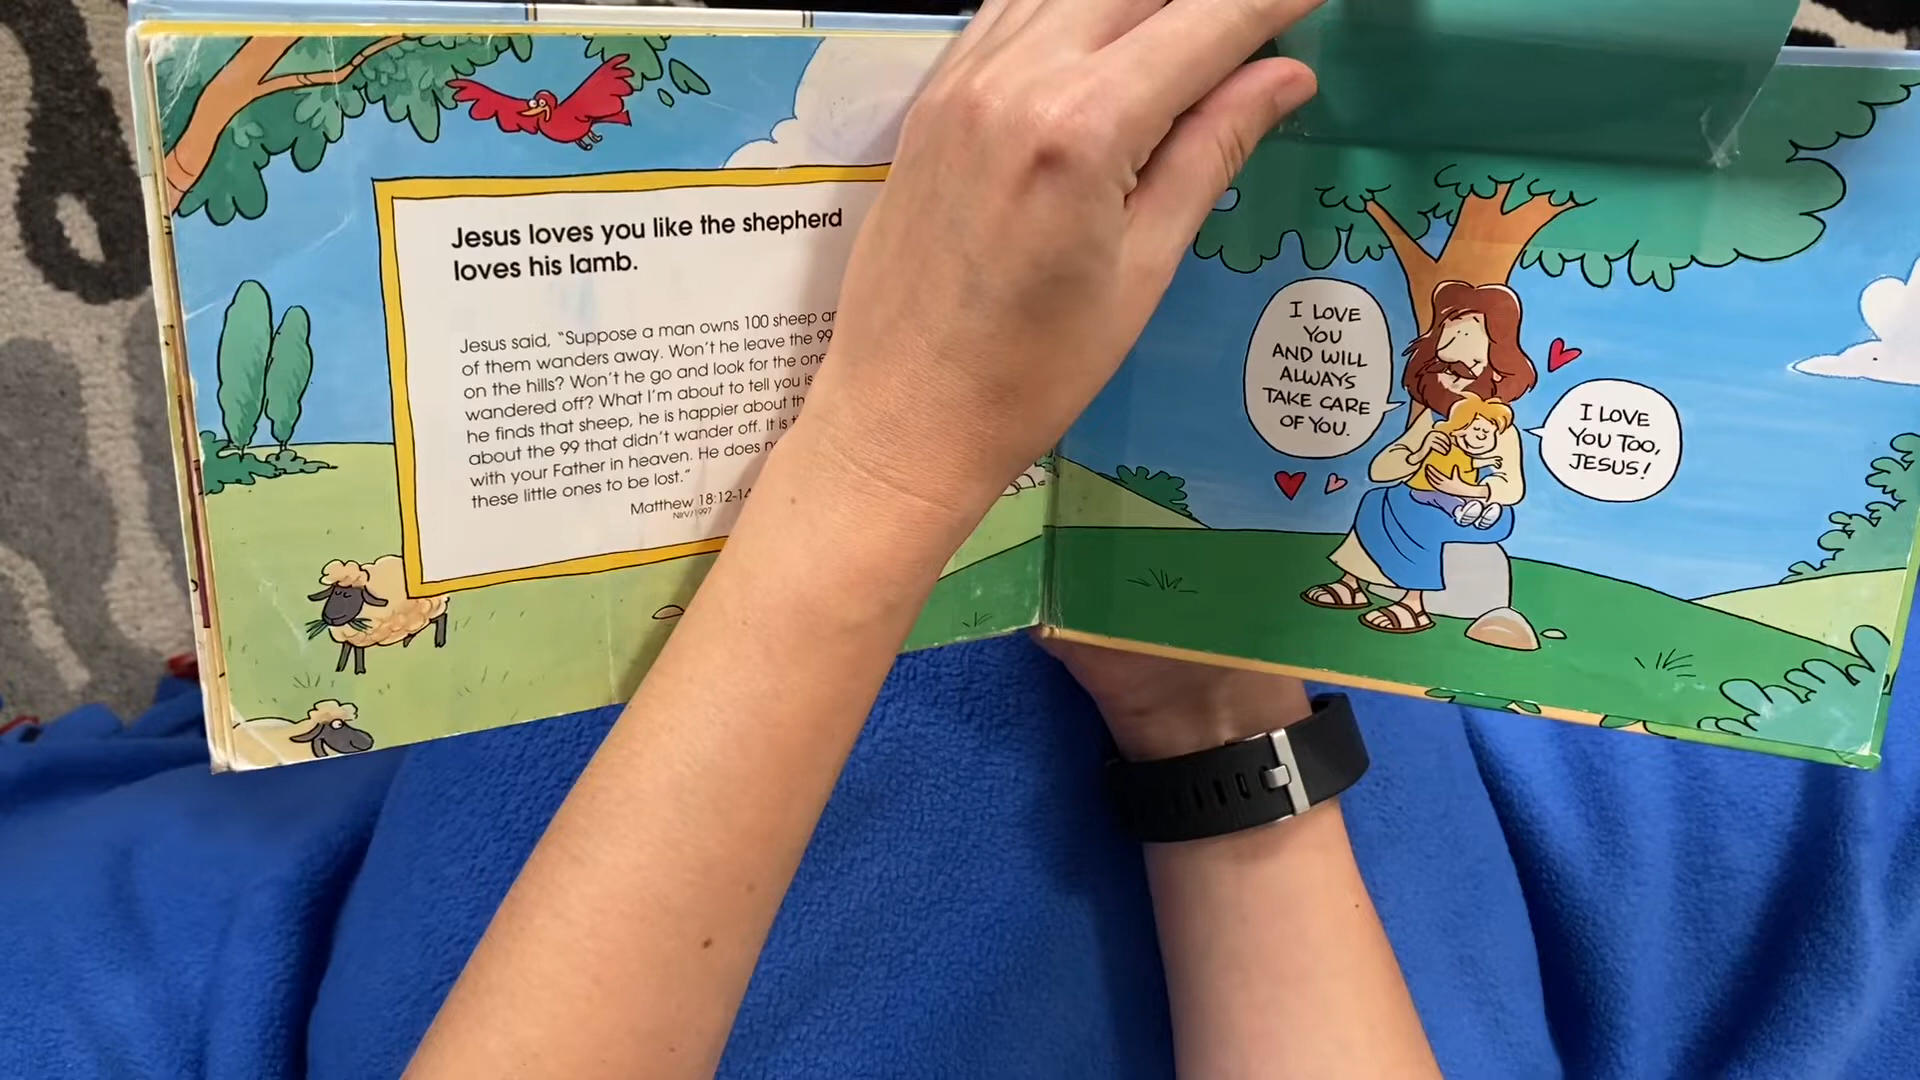 Jesus loves you like the shepherd
loves his lamb.
Jesus said, “Suppose a man owns 100 sheep
of them wanders away. Won’t he leave the 99
on the hills? Won’t he go and look for the one
wandered off? What I’m about to tell you is
he finds that sheep, he is happier about
about the 99 that didn’t wander off. It is
with your Father in heaven. He does
these little ones to be lost.”
Matthew 18:12-14
NIrV/1997
I LOVE
YOU
AND WILL
ALWAYS
TAKE CARE
OF YOU.
I LOVE
YOU TOO,
JESUS!